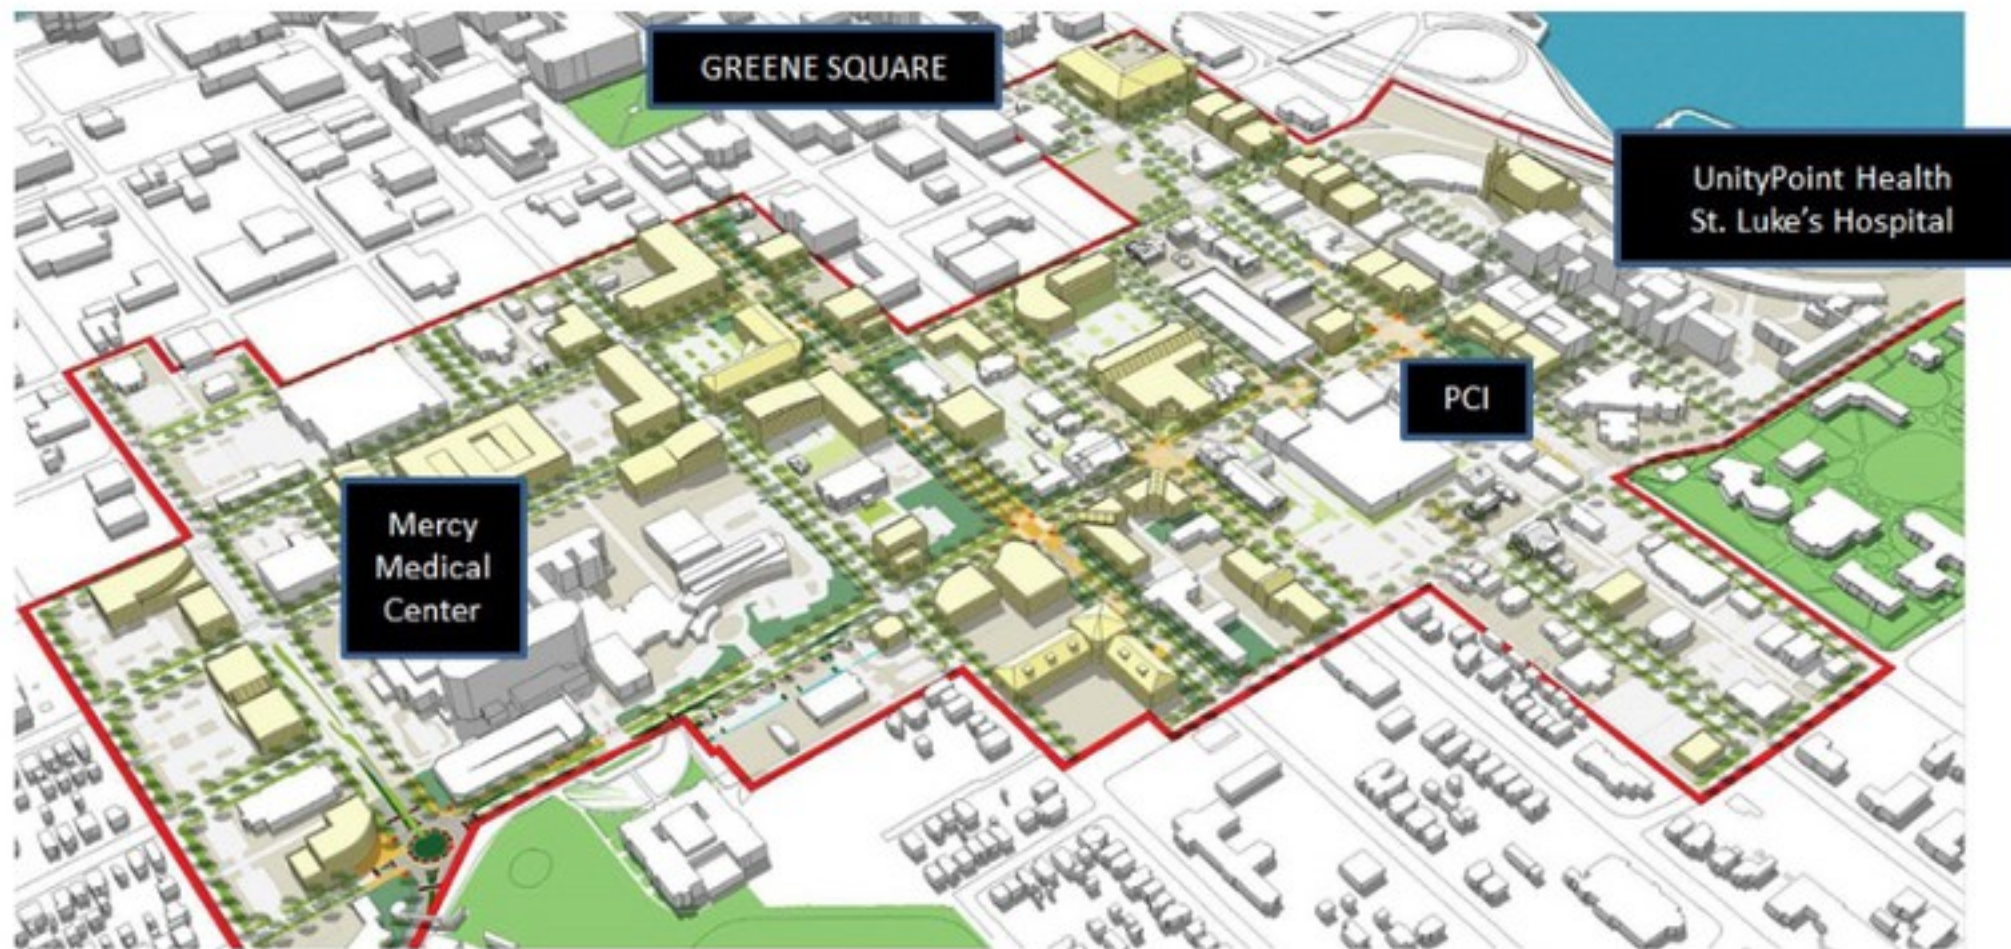 GREENE SQUARE
UnityPoint Health
St. Luke's Hospital
PCI
Mercy
Medical
Center